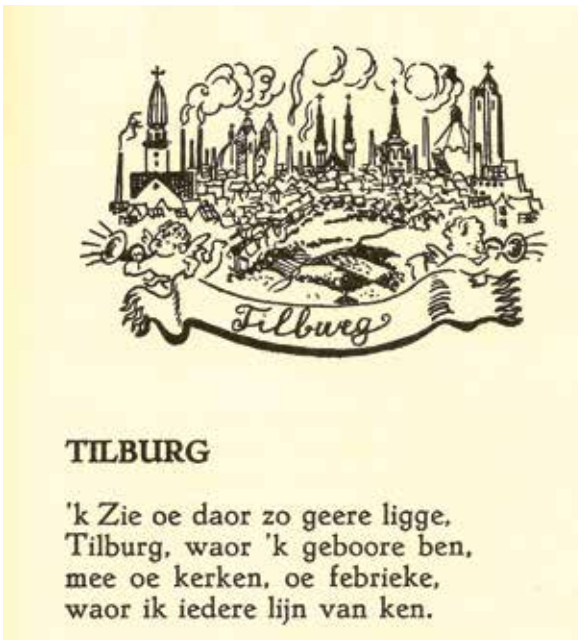 Tilburg
TILBURG
'k Zie oe daor zo geere ligge,
Tilburg, waor 'k geboore ben,
mee oe kerken, oe febrieke,
waor ik iedere lijn van ken.